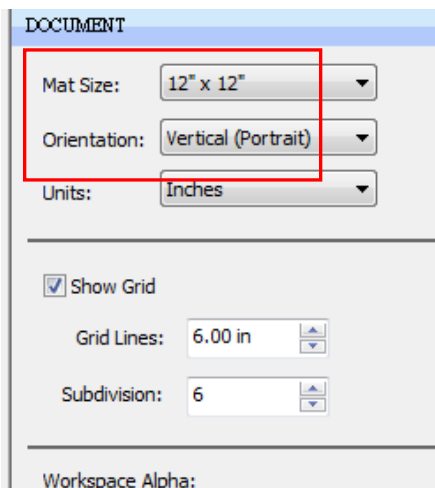 DOCUMENT
Mat Size: 12" x 12"
Orientation: Vertical (Portrait)
Units: Inches
Show Grid
Grid Lines: 6.00 in
Subdivision: 6
Workspace Alpha: